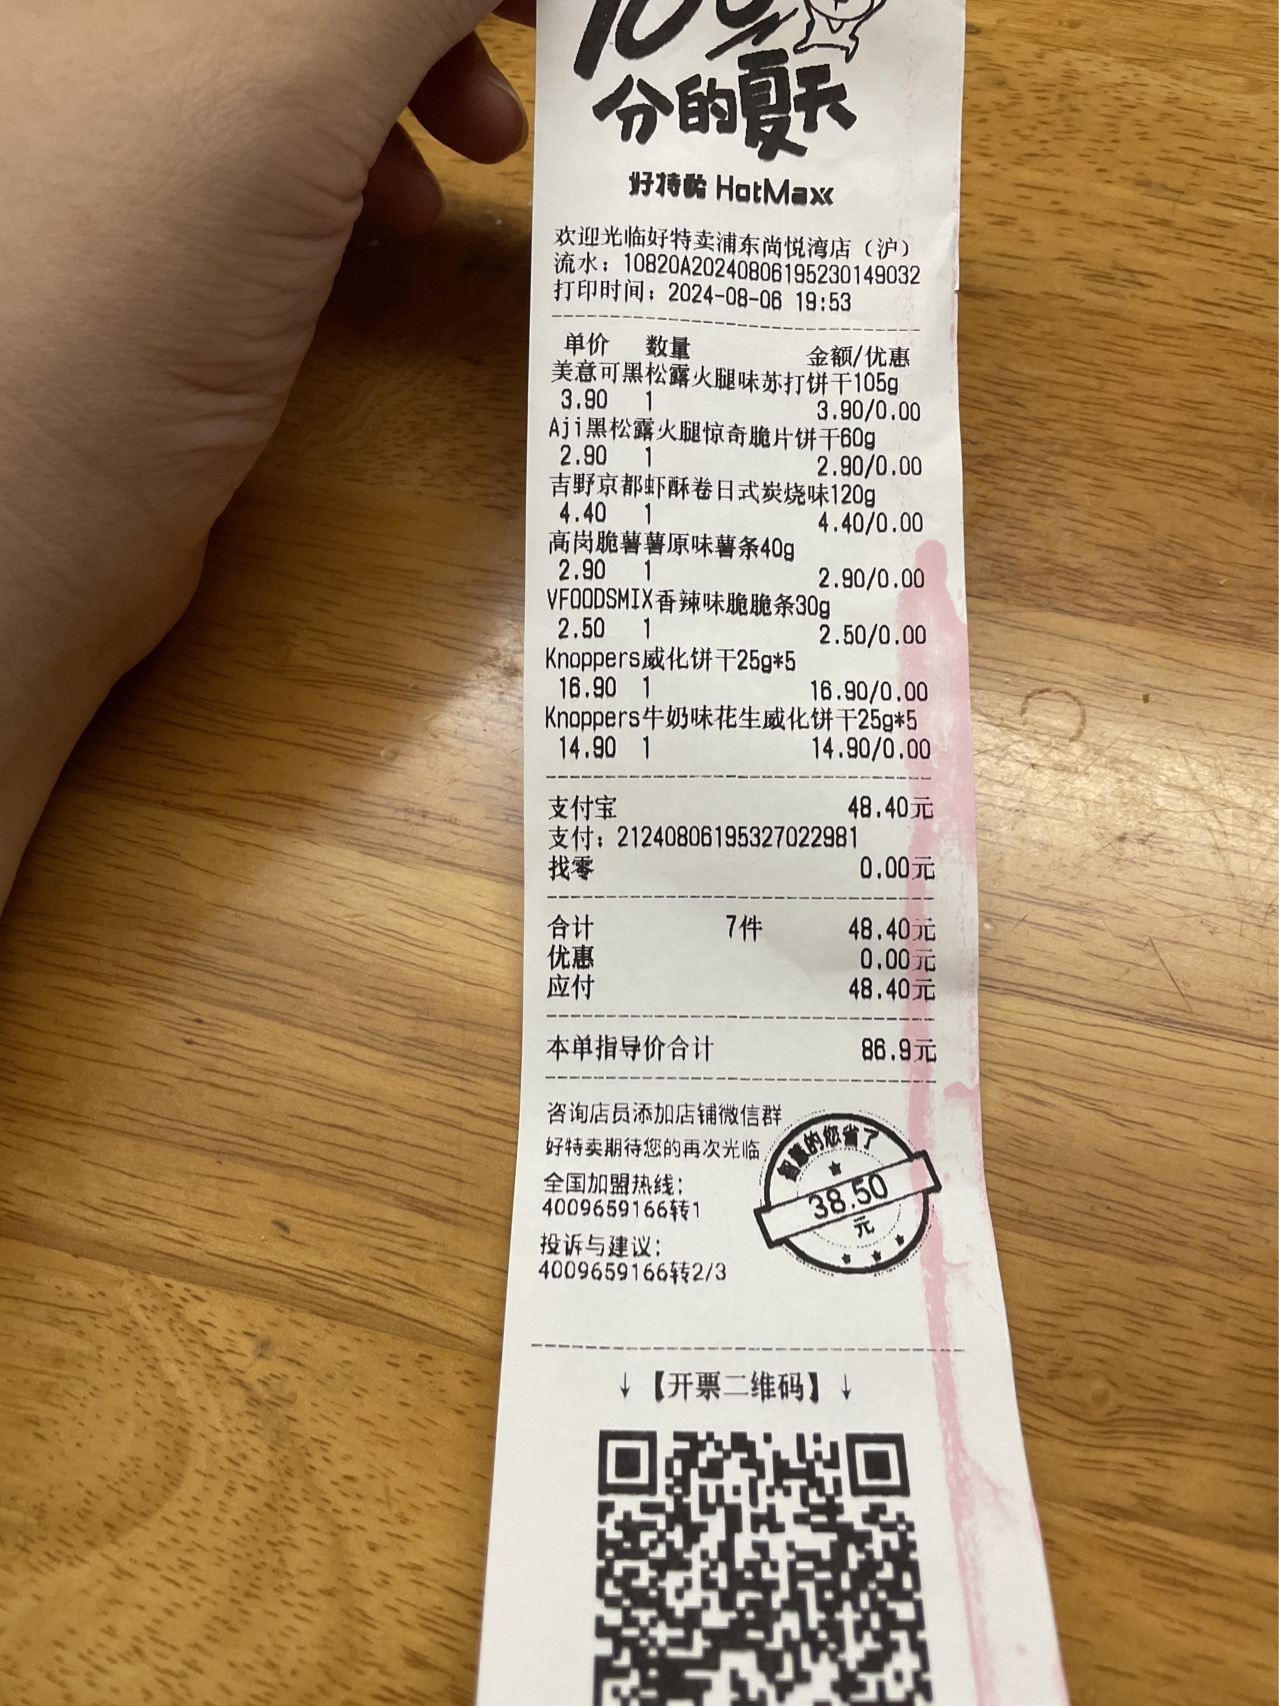 100%
分的夏天
好特卖 HotMaxx
欢迎光临好特卖浦东尚悦湾店（沪）
流水：10820A20240806195230149032
打印时间：2024-08-06 19:53
单价 数量 金额/优惠
美意可黑松露火腿味苏打饼干105g
3.90 1 3.90/0.00
Aji黑松露火腿惊奇脆片饼干60g
2.90 1 2.90/0.00
吉野京都虾酥卷日式炭烧味120g
4.40 1 4.40/0.00
高岗脆薯薯原味薯条40g
2.90 1 2.90/0.00
VFOODSMIX香辣味脆脆条30g
2.50 1 2.50/0.00
Knoppers威化饼干25g*5
16.90 1 16.90/0.00
Knoppers牛奶味花生威化饼干25g*5
14.90 1 14.90/0.00
支付宝 48.40元
支付：21240806195327022981
找零 0.00元
合计 7件 48.40元
优惠 0.00元
应付 48.40元
本单指导价合计 86.9元
咨询店员添加店铺微信群
好特卖期待您的再次光临
全国加盟热线：
4009659166转1
投诉与建议：
4009659166转2/3
智慧的您省了
38.50
元
↓【开票二维码】↓